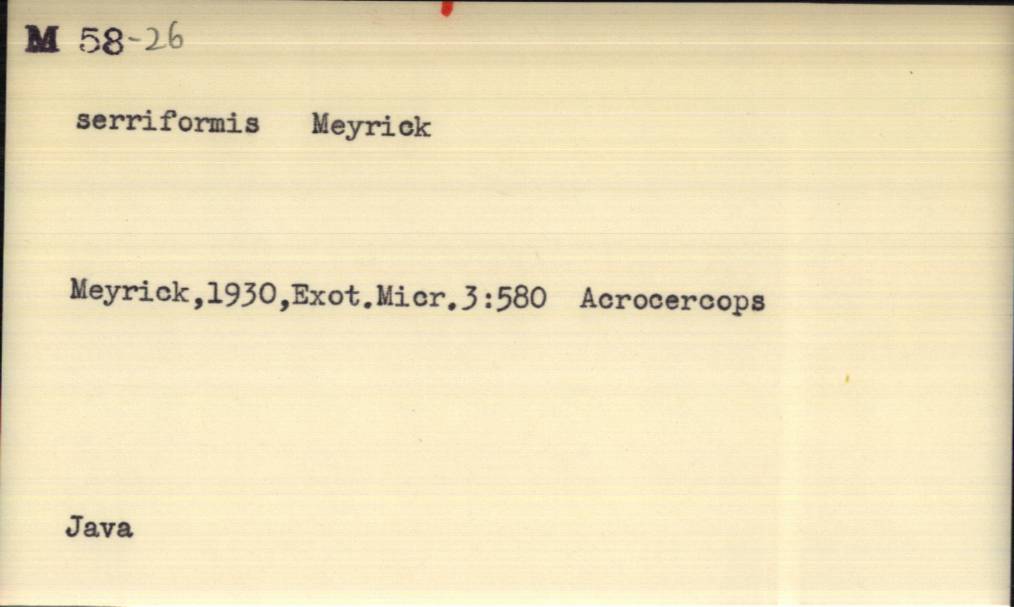 M 58-26
serriformis Meyrick
Meyrick,1930,Exot.Micr.3:580 Acrocercops
Java